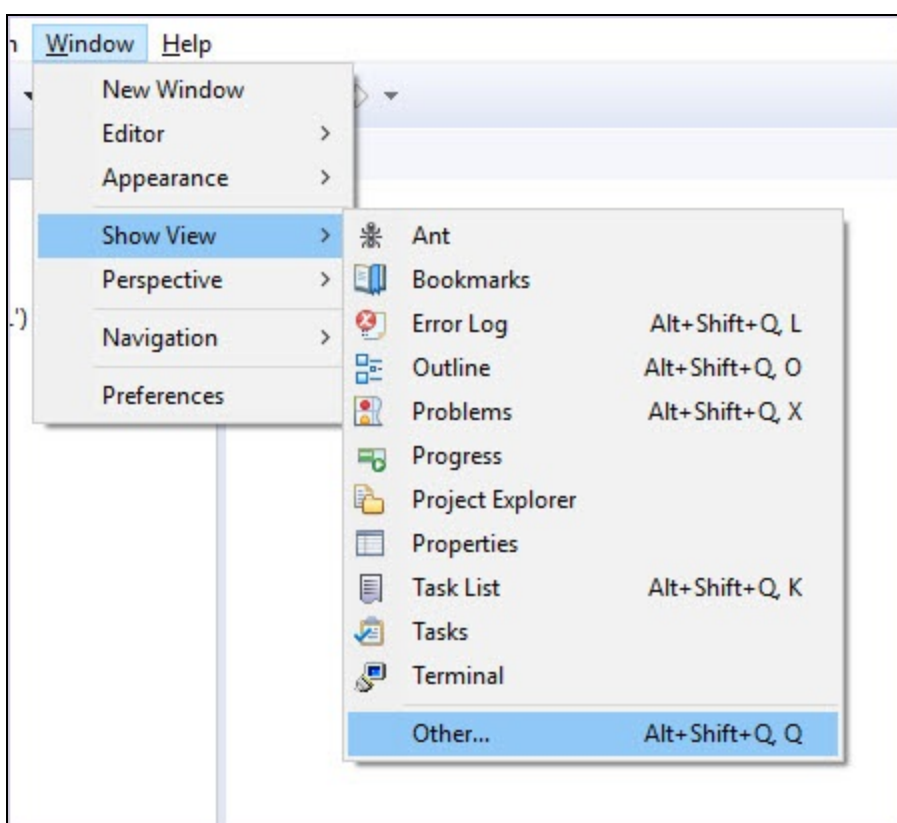 n Window Help
New Window
Editor
Appearance
Show View
Perspective
.')
Navigation
Preferences
Ant
Bookmarks
Error Log Alt+Shift+Q, L
Outline Alt+Shift+Q, O
Problems Alt+Shift+Q, X
Progress
Project Explorer
Properties
Task List Alt+Shift+Q, K
Tasks
Terminal
Other... Alt+Shift+Q, Q